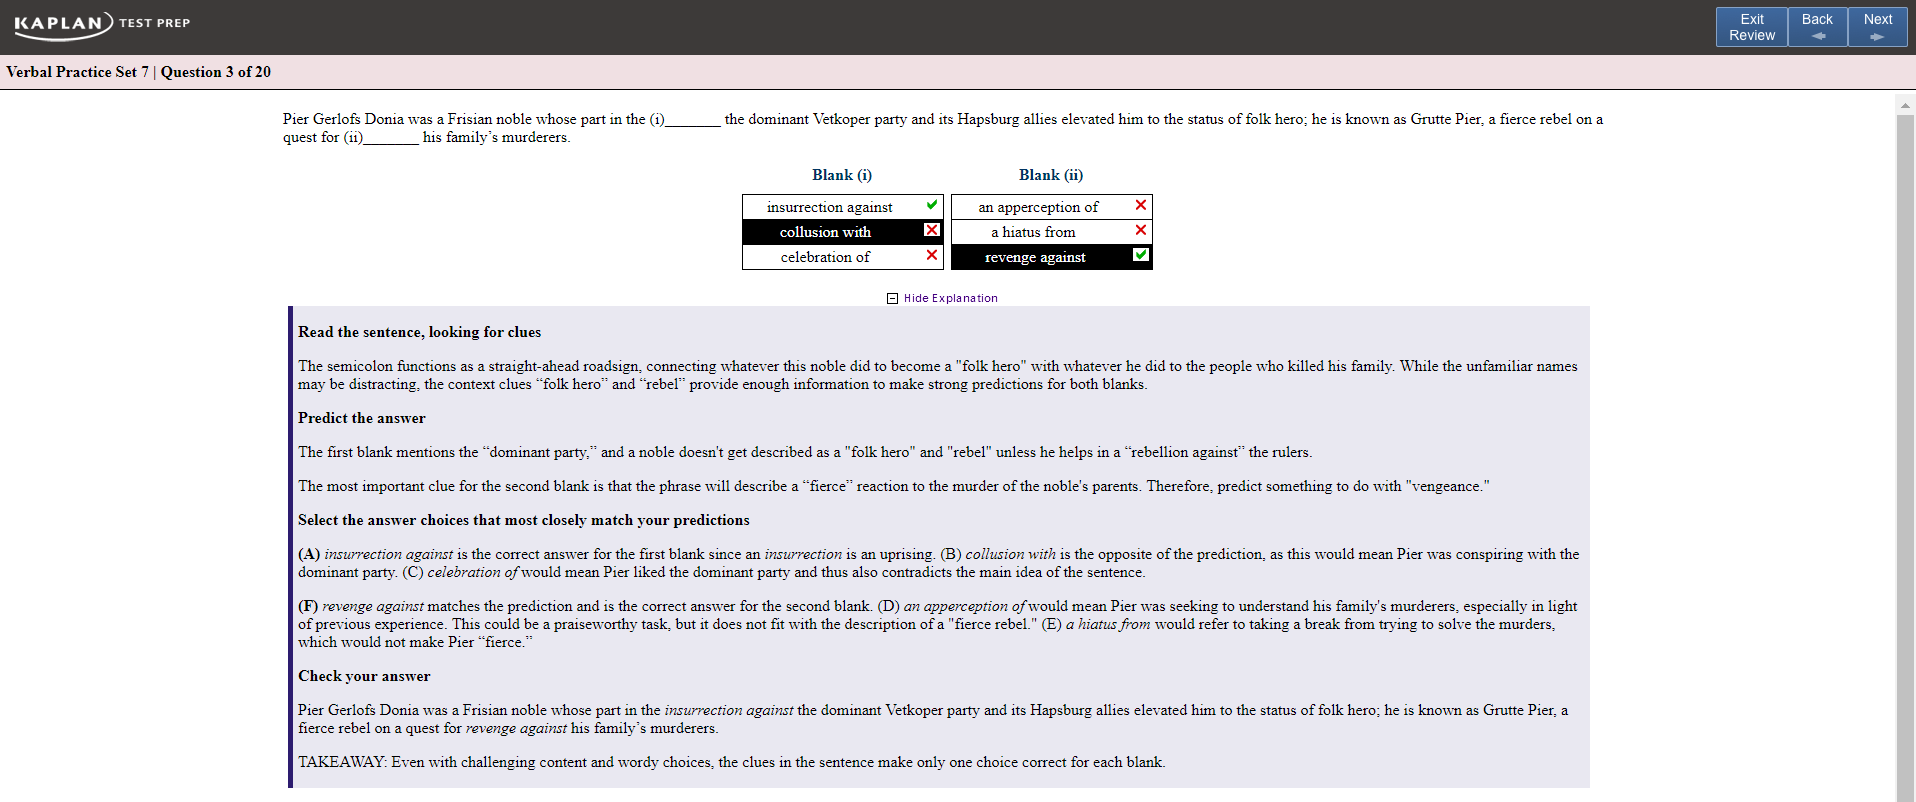 KAPLAN TEST PREP
Exit Review
Back
Next
Verbal Practice Set 7 | Question 3 of 20
Pier Gerlofs Donia was a Frisian noble whose part in the (i)_______ the dominant Vetkoper party and its Hapsburg allies elevated him to the status of folk hero; he is known as Grutte Pier, a fierce rebel on a
quest for (ii)_______ his family’s murderers.
Blank (i) Blank (ii)
insurrection against an apperception of
collusion with a hiatus from
celebration of revenge against
Hide Explanation
Read the sentence, looking for clues
The semicolon functions as a straight-ahead roadsign, connecting whatever this noble did to become a "folk hero" with whatever he did to the people who killed his family. While the unfamiliar names
may be distracting, the context clues “folk hero” and “rebel” provide enough information to make strong predictions for both blanks.
Predict the answer
The first blank mentions the “dominant party,” and a noble doesn't get described as a "folk hero" and "rebel" unless he helps in a “rebellion against” the rulers.
The most important clue for the second blank is that the phrase will describe a “fierce” reaction to the murder of the noble's parents. Therefore, predict something to do with "vengeance."
Select the answer choices that most closely match your predictions
(A) insurrection against is the correct answer for the first blank since an insurrection is an uprising. (B) collusion with is the opposite of the prediction, as this would mean Pier was conspiring with the
dominant party. (C) celebration of would mean Pier liked the dominant party and thus also contradicts the main idea of the sentence.
(F) revenge against matches the prediction and is the correct answer for the second blank. (D) an apperception of would mean Pier was seeking to understand his family's murderers, especially in light
of previous experience. This could be a praiseworthy task, but it does not fit with the description of a "fierce rebel." (E) a hiatus from would refer to taking a break from trying to solve the murders,
which would not make Pier “fierce.”
Check your answer
Pier Gerlofs Donia was a Frisian noble whose part in the insurrection against the dominant Vetkoper party and its Hapsburg allies elevated him to the status of folk hero; he is known as Grutte Pier, a
fierce rebel on a quest for revenge against his family’s murderers.
TAKEAWAY: Even with challenging content and wordy choices, the clues in the sentence make only one choice correct for each blank.